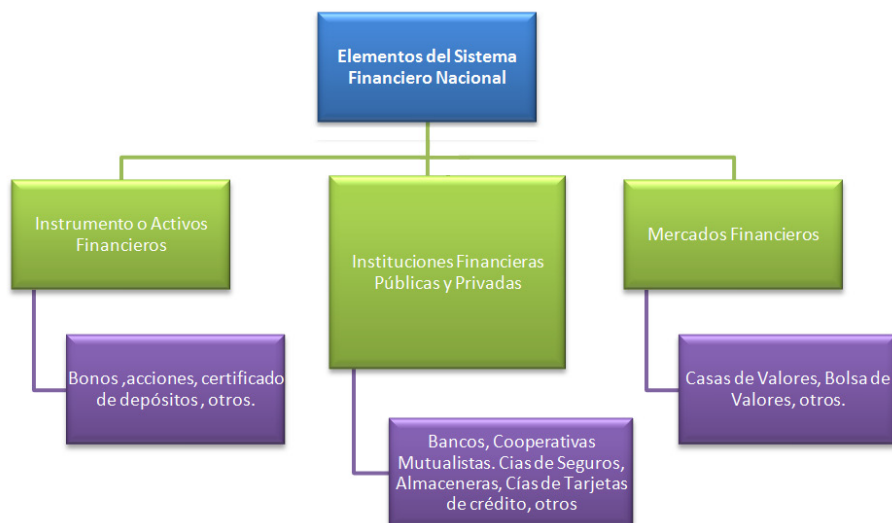 Elementos del Sistema
Financiero Nacional
Instrumento o Activos
Financieros
Instituciones Financieras
Públicas y Privadas
Mercados Financieros
Bonos ,acciones, certificado
de depósitos , otros.
Bancos, Cooperativas
Mutualistas. Cias de Seguros,
Almaceneras, Cías de Tarjetas
de crédito, otros
Casas de Valores, Bolsa de
Valores, otros.